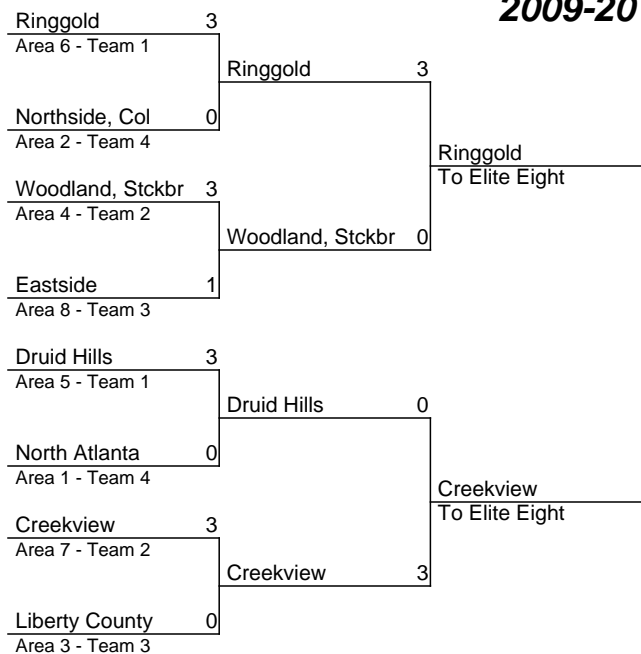 2009-20
Ringgold 3
Area 6 - Team 1
Ringgold 3
Northside, Col 0
Area 2 - Team 4
Ringgold
To Elite Eight
Woodland, Stckbr 3
Area 4 - Team 2
Woodland, Stckbr 0
Eastside 1
Area 8 - Team 3
Druid Hills 3
Area 5 - Team 1
Druid Hills 0
North Atlanta 0
Area 1 - Team 4
Creekview
To Elite Eight
Creekview 3
Area 7 - Team 2
Creekview 3
Liberty County 0
Area 3 - Team 3